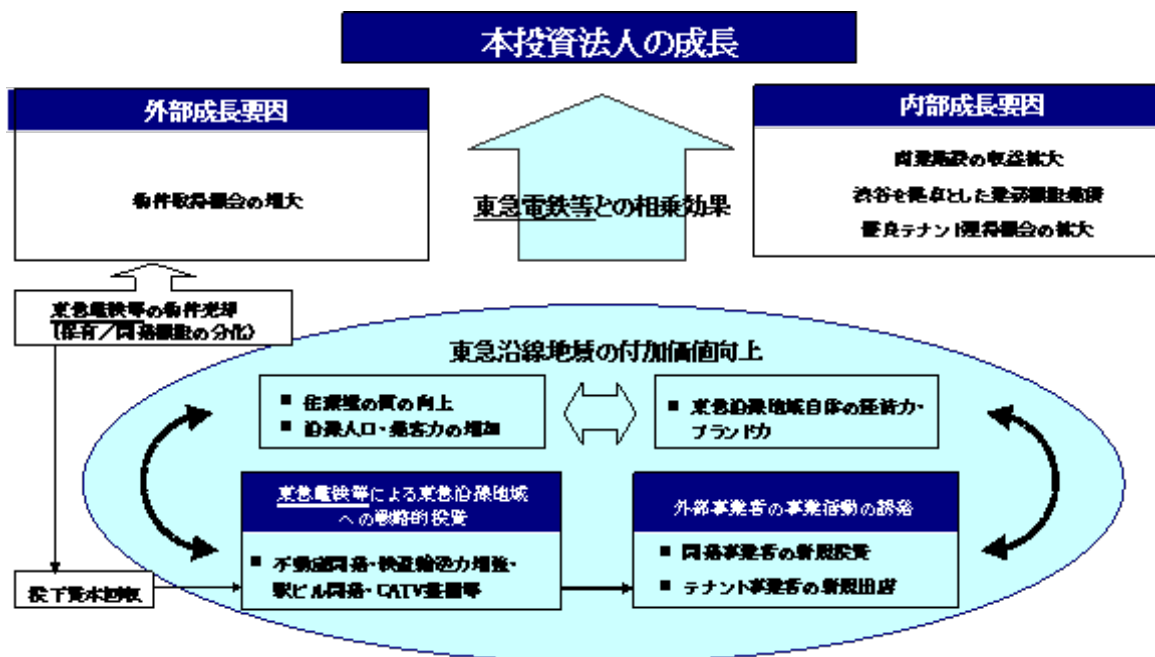 本投資法人の成長
外部成長要因
物件取得機会の増大
内部成長要因
商業施設の収益拡大
渋谷を拠点とした
優良テナント獲得機会の拡大
東急電鉄等との相乗効果
東急電鉄等の物件売却
(保有／開発機能の分化)
東急沿線地域の付加価値向上
■ 住環境の質の向上
■ 沿線人口・集客力の増加
■ 東急沿線地域自体の経済力・
ブランド力
東急電鉄等による東急沿線地域
への戦略的投資
■ 不動産開発・鉄道輸送力増強・
駅ビル開発・CATV整備等
外部事業者の事業活動の誘発
■ 開発事業者の新規投資
■ テナント事業者の新規出店
投下資本回収